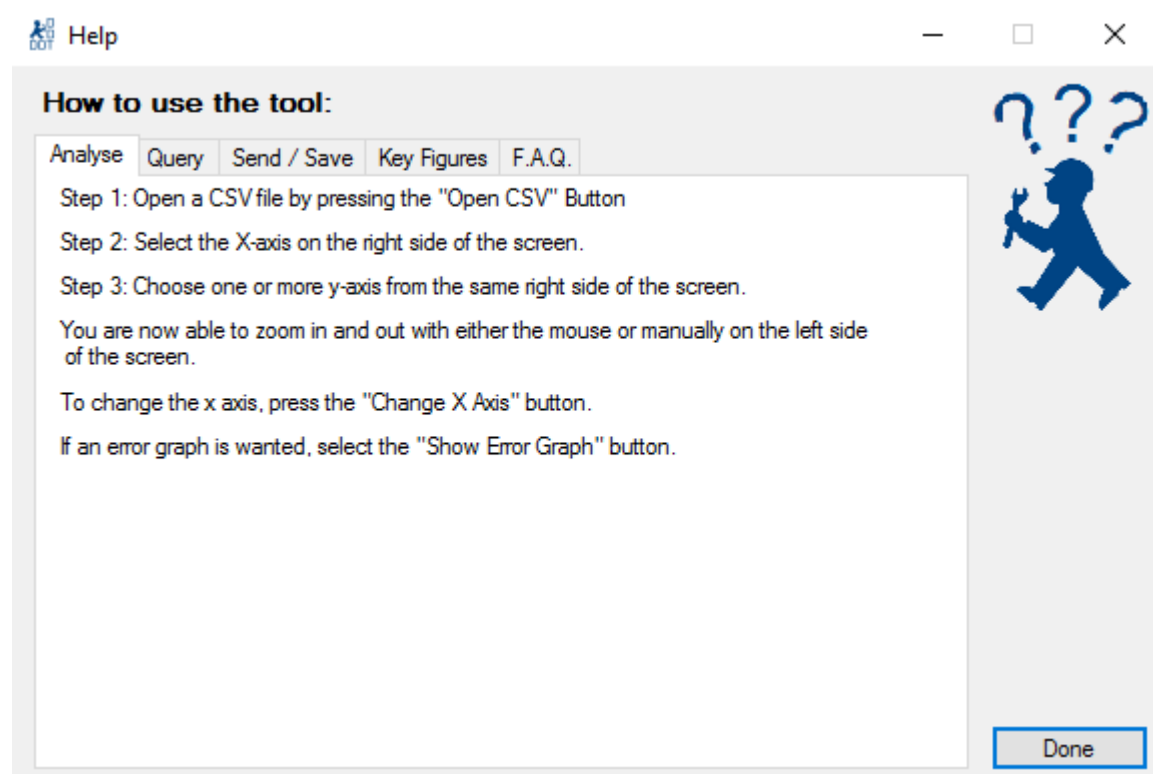 DDT
Help
How to use the tool:
???
Analyse Query Send / Save Key Figures F.A.Q.
Step 1: Open a CSV file by pressing the "Open CSV" Button
Step 2: Select the X-axis on the right side of the screen.
Step 3: Choose one or more y-axis from the same right side of the screen.
You are now able to zoom in and out with either the mouse or manually on the left side
of the screen.
To change the x axis, press the "Change X Axis" button.
If an error graph is wanted, select the "Show Error Graph" button.
Done